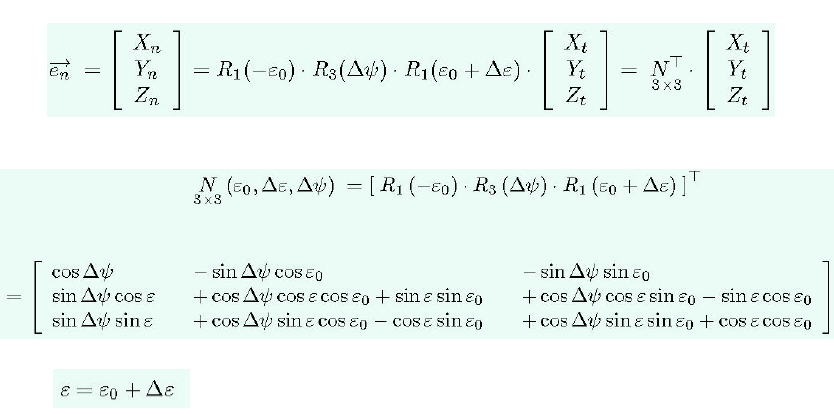 $\overrightarrow{e_n} = \begin{bmatrix} X_n \\ Y_n \\ Z_n \end{bmatrix} = R_1(-\varepsilon_0) \cdot R_3(\Delta\psi) \cdot R_1(\varepsilon_0 + \Delta\varepsilon) \cdot \begin{bmatrix} X_t \\ Y_t \\ Z_t \end{bmatrix} = \underset{3\times3}{N^\top} \cdot \begin{bmatrix} X_t \\ Y_t \\ Z_t \end{bmatrix}$
$\underset{3\times3}{N}(\varepsilon_0, \Delta\varepsilon, \Delta\psi) = [\, R_1(-\varepsilon_0) \cdot R_3(\Delta\psi) \cdot R_1(\varepsilon_0 + \Delta\varepsilon) \,]^\top$
$= \begin{bmatrix} \cos\Delta\psi & -\sin\Delta\psi\cos\varepsilon_0 & -\sin\Delta\psi\sin\varepsilon_0 \\ \sin\Delta\psi\cos\varepsilon & +\cos\Delta\psi\cos\varepsilon\cos\varepsilon_0 + \sin\varepsilon\sin\varepsilon_0 & +\cos\Delta\psi\cos\varepsilon\sin\varepsilon_0 - \sin\varepsilon\cos\varepsilon_0 \\ \sin\Delta\psi\sin\varepsilon & +\cos\Delta\psi\sin\varepsilon\cos\varepsilon_0 - \cos\varepsilon\sin\varepsilon_0 & +\cos\Delta\psi\sin\varepsilon\sin\varepsilon_0 + \cos\varepsilon\cos\varepsilon_0 \end{bmatrix}$
$\varepsilon = \varepsilon_0 + \Delta\varepsilon$